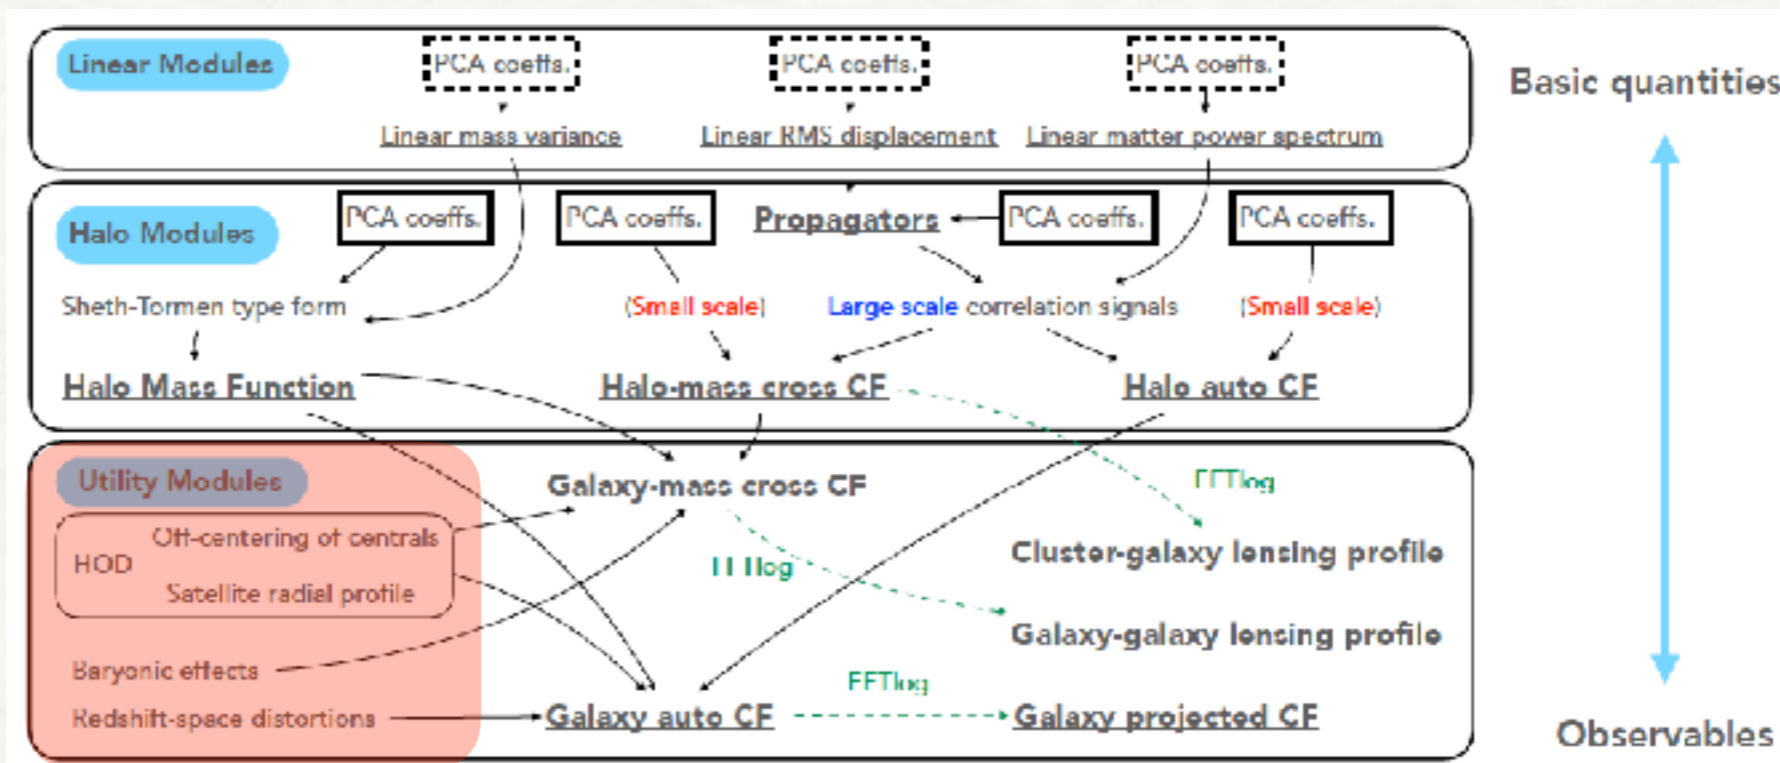 Linear Modules
PCA coeffs.
PCA coeffs.
PCA coeffs.
Basic quantities
Linear mass variance
Linear RMS displacement
Linear matter power spectrum
Halo Modules
PCA coeffs.
PCA coeffs.
Propagators
PCA coeffs.
PCA coeffs.
Sheth-Tormen type form
(Small scale)
Large scale correlation signals
(Small scale)
Halo Mass Function
Halo-mass cross CF
Halo auto CF
Utility Modules
Galaxy-mass cross CF
FFTlog
HOD
Off-centering of centrals
Satellite radial profile
FFTlog
Cluster-galaxy lensing profile
Galaxy-galaxy lensing profile
Baryonic effects
FFTlog
Redshift-space distortions
Galaxy auto CF
Galaxy projected CF
Observables